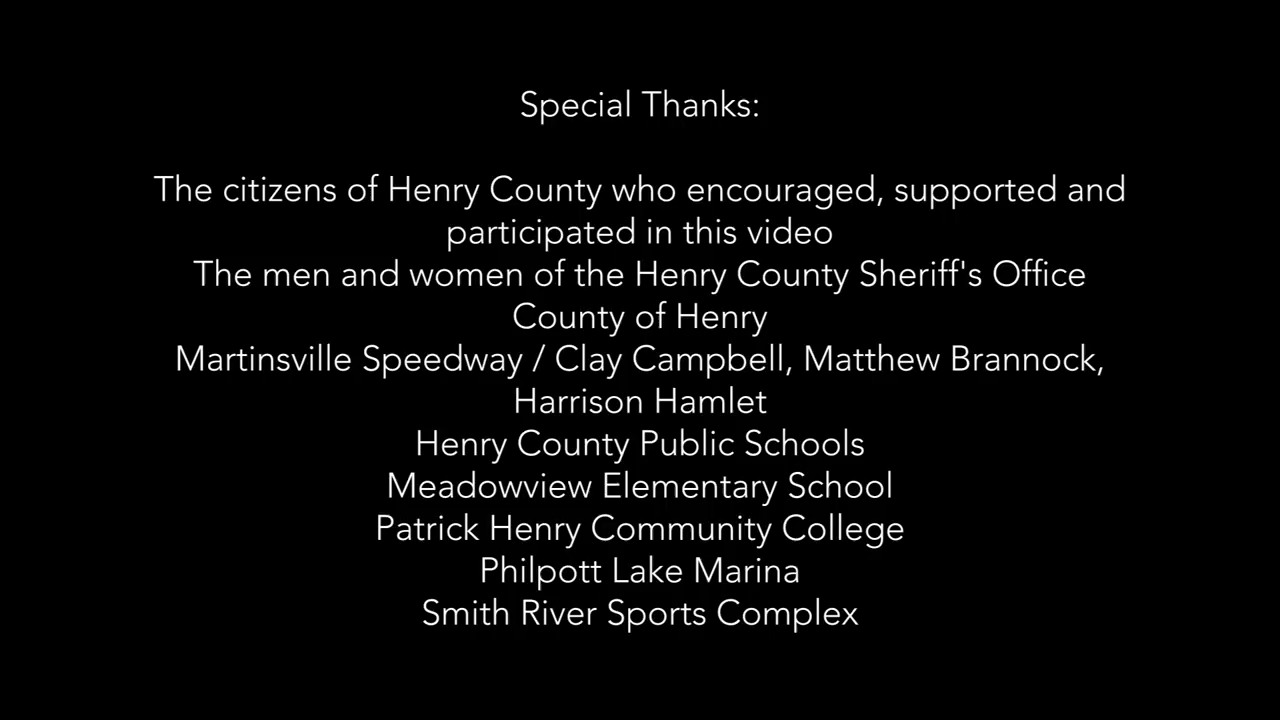 Special Thanks:
The citizens of Henry County who encouraged, supported and
participated in this video
The men and women of the Henry County Sheriff's Office
County of Henry
Martinsville Speedway / Clay Campbell, Matthew Brannock,
Harrison Hamlet
Henry County Public Schools
Meadowview Elementary School
Patrick Henry Community College
Philpott Lake Marina
Smith River Sports Complex